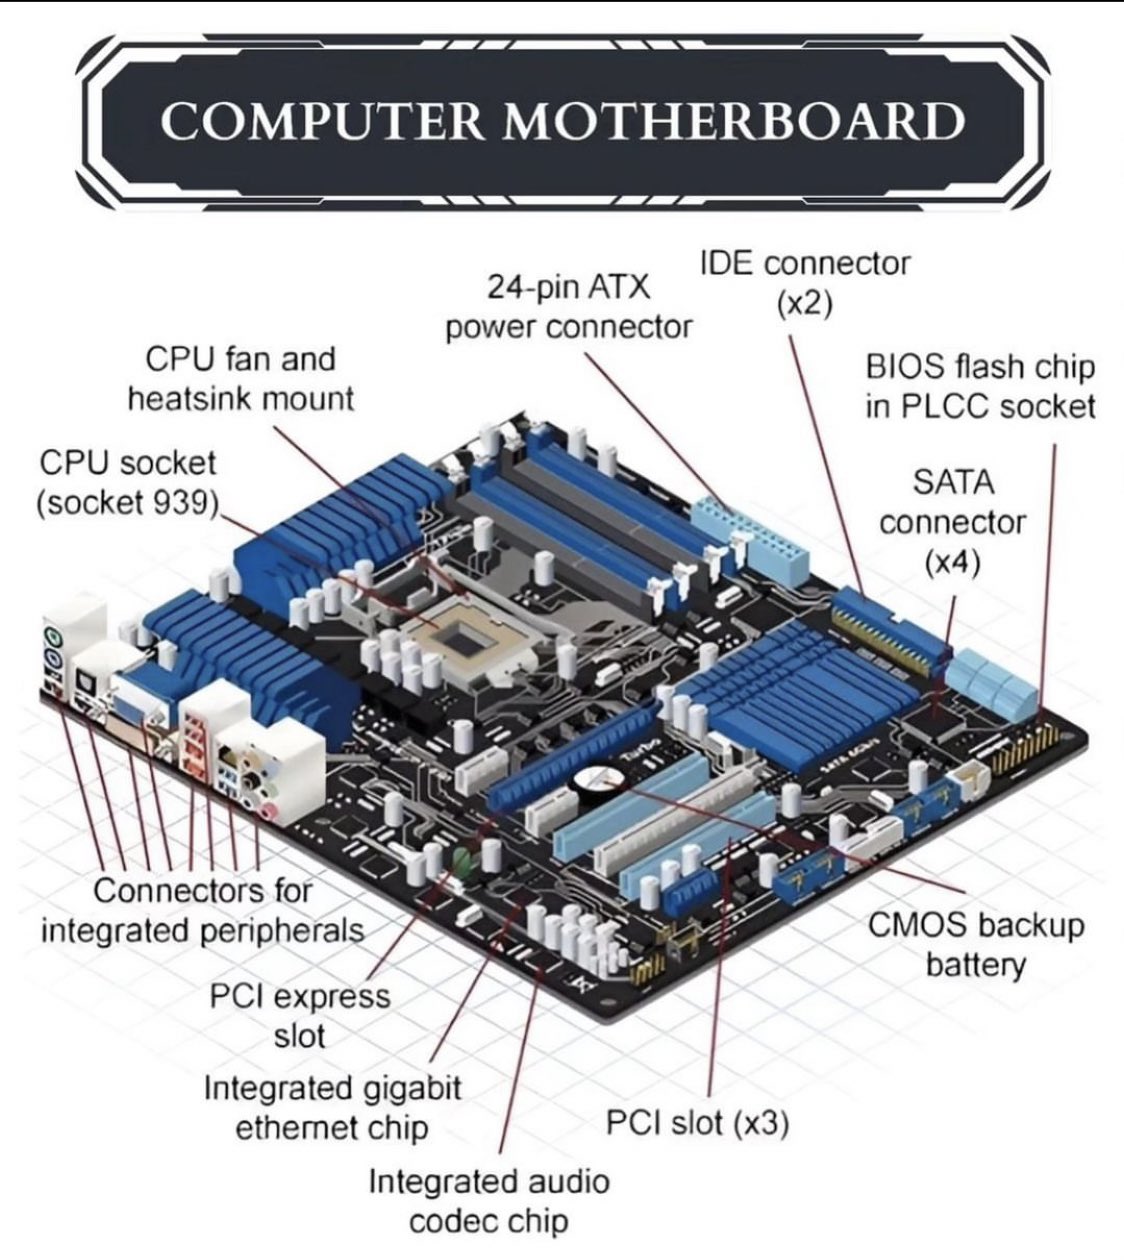 COMPUTER MOTHERBOARD
IDE connector
(x2)
24-pin ATX
power connector
CPU fan and
heatsink mount
BIOS flash chip
in PLCC socket
CPU socket
(socket 939)
SATA
connector
(x4)
Turbo
Connectors for
integrated peripherals
CMOS backup
battery
PCI express
slot
Integrated gigabit
ethernet chip
PCI slot (x3)
Integrated audio
codec chip